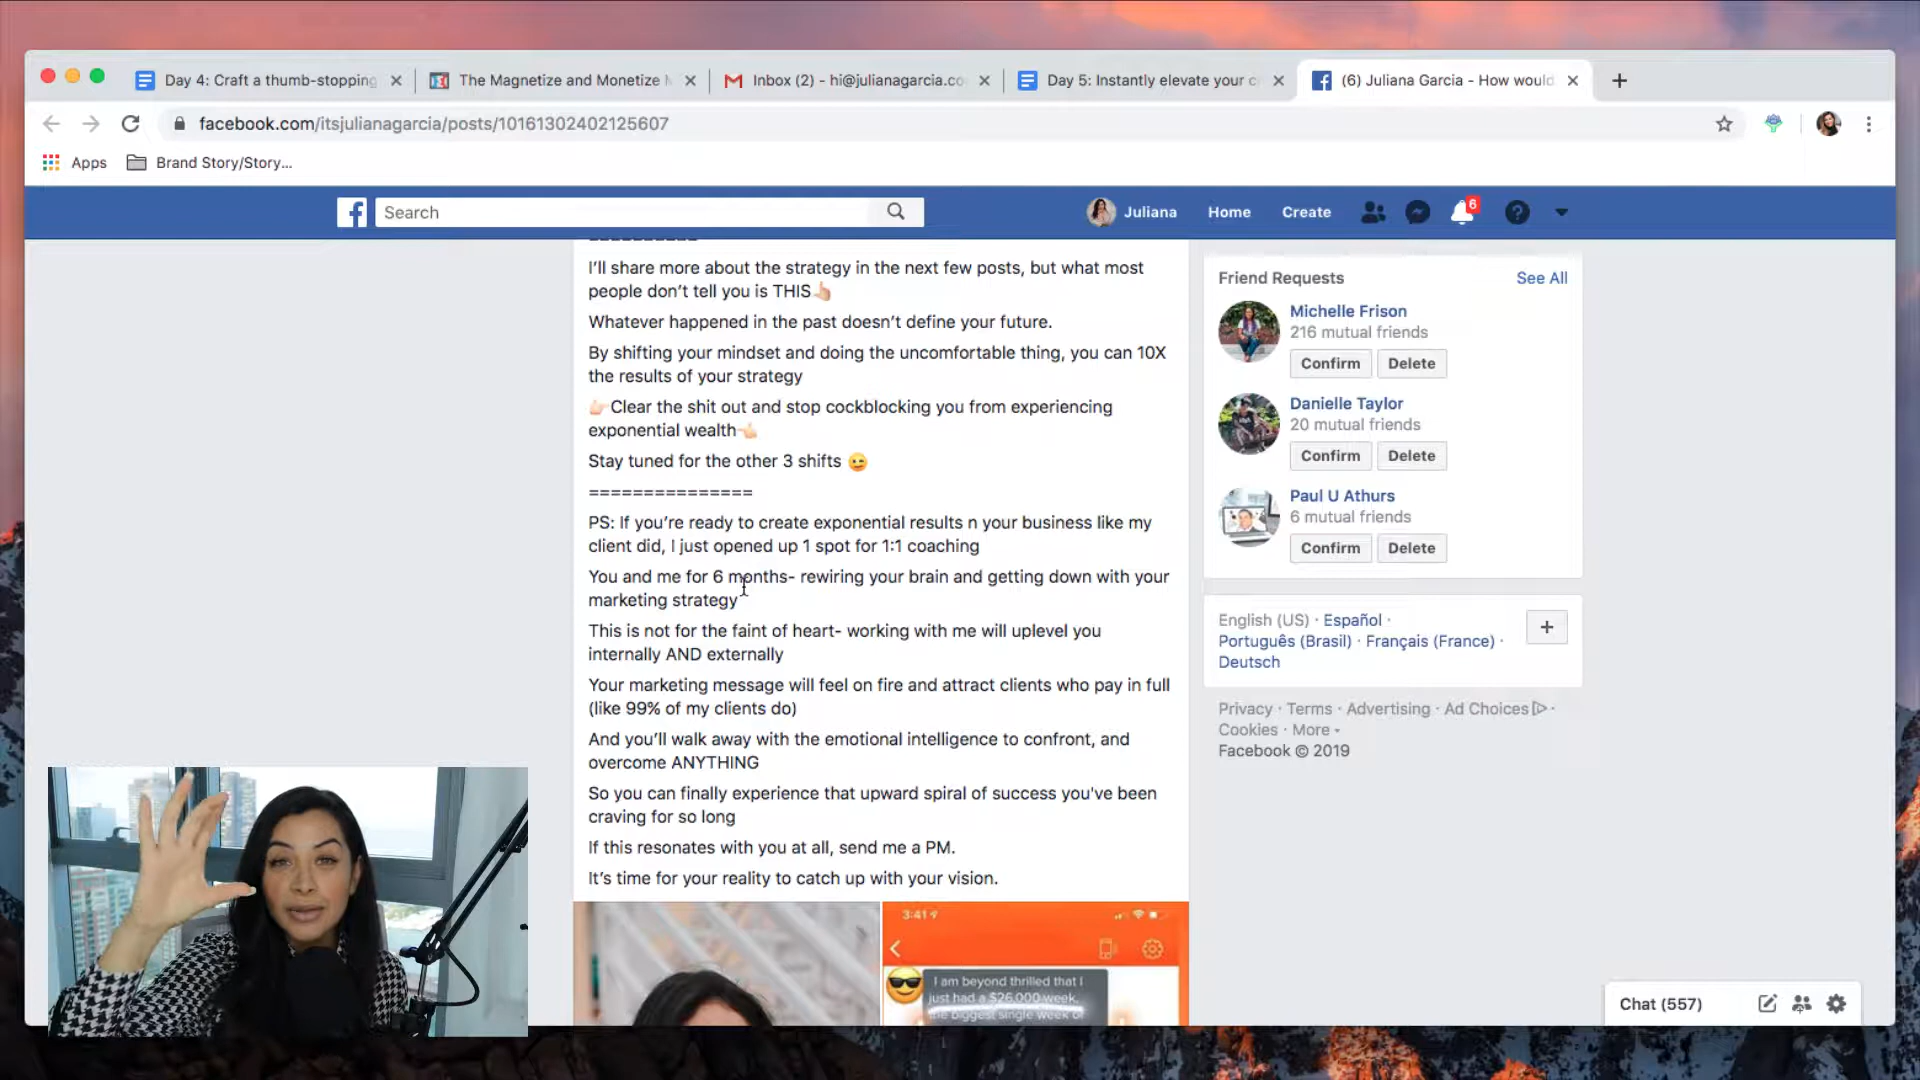 Day 4: Craft a thumb-stopping
The Magnetize and Monetize
Inbox (2) - hi@julianagarcia.co
Day 5: Instantly elevate your c
(6) Juliana Garcia - How would
facebook.com/itsjulianagarcia/posts/10161302402125607
Apps
Brand Story/Story...
Search
Juliana
Home
Create
6
I'll share more about the strategy in the next few posts, but what most
people don't tell you is THIS👆🏻
Whatever happened in the past doesn't define your future.
By shifting your mindset and doing the uncomfortable thing, you can 10X
the results of your strategy
👉🏻Clear the shit out and stop cockblocking you from experiencing
exponential wealth👈🏻
Stay tuned for the other 3 shifts 😉
===============
PS: If you're ready to create exponential results n your business like my
client did, I just opened up 1 spot for 1:1 coaching
You and me for 6 months- rewiring your brain and getting down with your
marketing strategy
This is not for the faint of heart- working with me will uplevel you
internally AND externally
Your marketing message will feel on fire and attract clients who pay in full
(like 99% of my clients do)
And you'll walk away with the emotional intelligence to confront, and
overcome ANYTHING
So you can finally experience that upward spiral of success you've been
craving for so long
If this resonates with you at all, send me a PM.
It's time for your reality to catch up with your vision.
3:41
I am beyond thrilled that I
just had a $26,000 week,
the biggest single week of
Friend Requests
See All
Michelle Frison
216 mutual friends
Confirm
Delete
Danielle Taylor
20 mutual friends
Confirm
Delete
Paul U Athurs
6 mutual friends
Confirm
Delete
English (US) · Español ·
Português (Brasil) · Français (France) ·
Deutsch
+
Privacy · Terms · Advertising · Ad Choices ·
Cookies · More
Facebook © 2019
Chat (557)